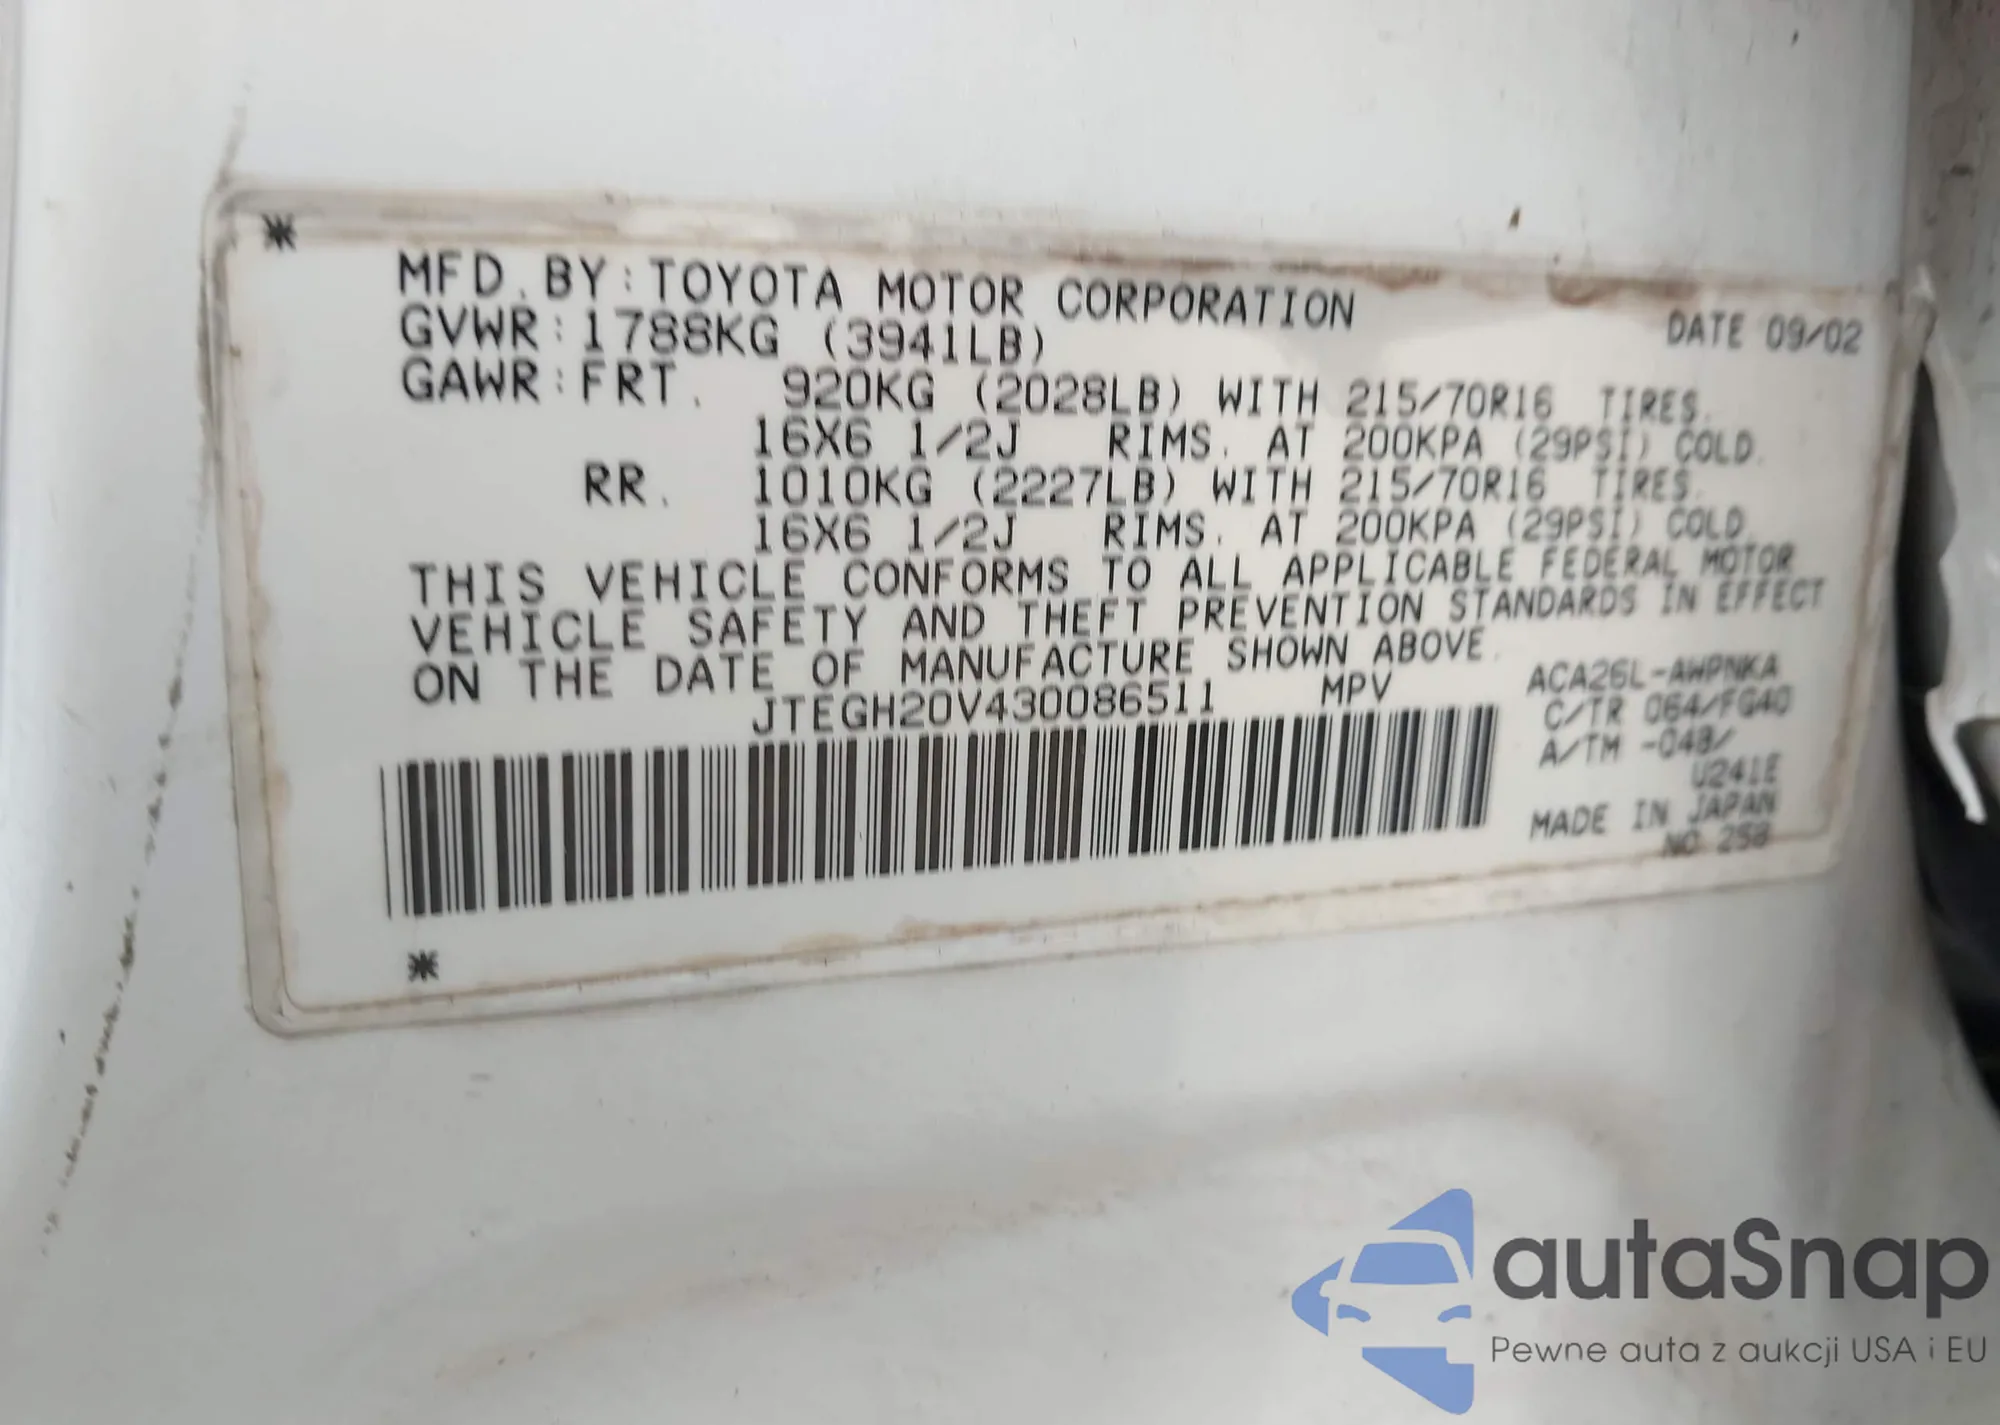 MFD. BY: TOYOTA MOTOR CORPORATION DATE 09/02
GVWR: 1788KG (3941LB)
GAWR: FRT. 920KG (2028LB) WITH 215/70R16 TIRES.
16X6 1/2J RIMS. AT 200KPA (29PSI) COLD.
RR. 1010KG (2227LB) WITH 215/70R16 TIRES.
16X6 1/2J RIMS. AT 200KPA (29PSI) COLD.
THIS VEHICLE CONFORMS TO ALL APPLICABLE FEDERAL MOTOR
VEHICLE SAFETY AND THEFT PREVENTION STANDARDS IN EFFECT
ON THE DATE OF MANUFACTURE SHOWN ABOVE.
JTEGH20V430086511 MPV
ACA26L-AWPNKA
C/TR 064/FG40
A/TM -04B/
U241E
MADE IN JAPAN
NO 258
autaSnap
Pewne auta z aukcji USA i EU